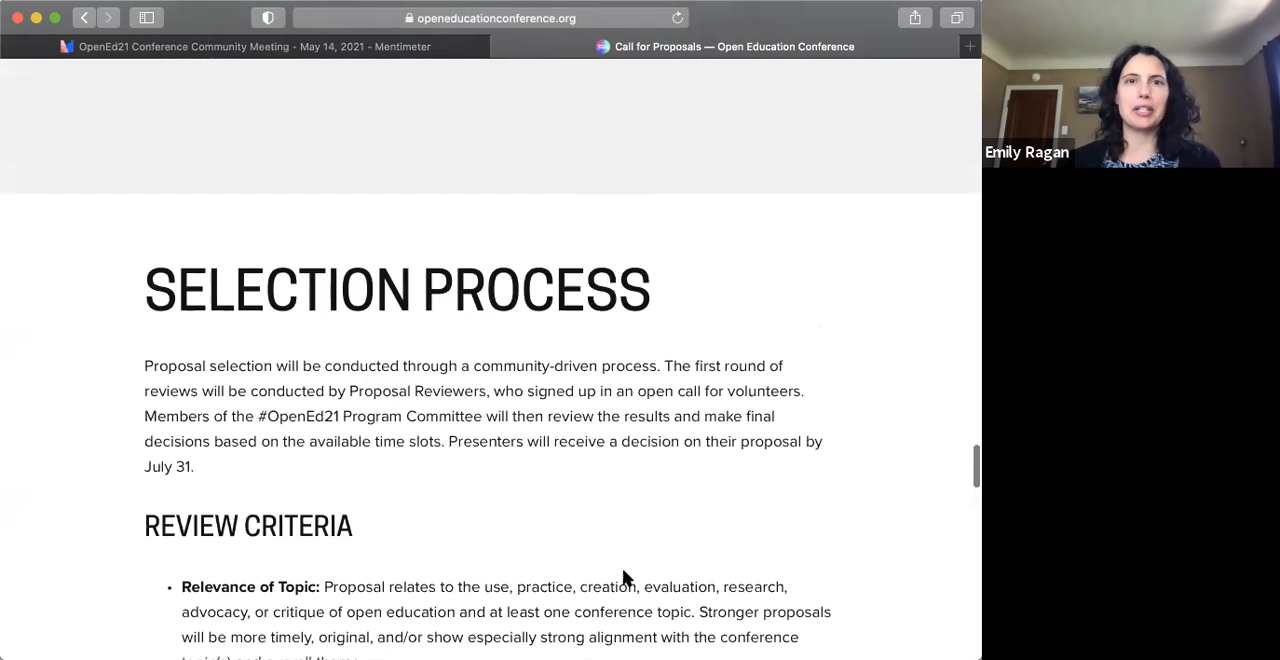 openeducationconference.org
OpenEd21 Conference Community Meeting - May 14, 2021 - Mentimeter
Call for Proposals — Open Education Conference
Emily Ragan
SELECTION PROCESS
Proposal selection will be conducted through a community-driven process. The first round of
reviews will be conducted by Proposal Reviewers, who signed up in an open call for volunteers.
Members of the #OpenEd21 Program Committee will then review the results and make final
decisions based on the available time slots. Presenters will receive a decision on their proposal by
July 31.
REVIEW CRITERIA
• Relevance of Topic: Proposal relates to the use, practice, creation, evaluation, research,
advocacy, or critique of open education and at least one conference topic. Stronger proposals
will be more timely, original, and/or show especially strong alignment with the conference